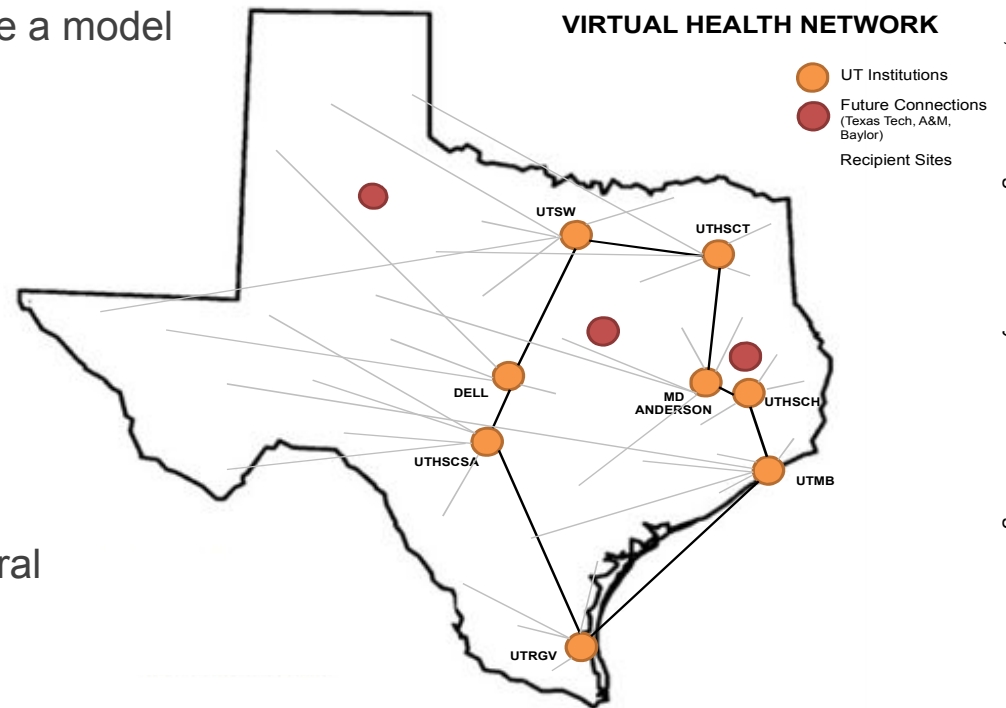 e a model
VIRTUAL HEALTH NETWORK
UT Institutions
Future Connections
(Texas Tech, A&M,
Baylor)
Recipient Sites
UTSW
UTHSCT
DELL
MD
ANDERSON
UTHSCH
UTHSCSA
UTMB
ral
UTRGV